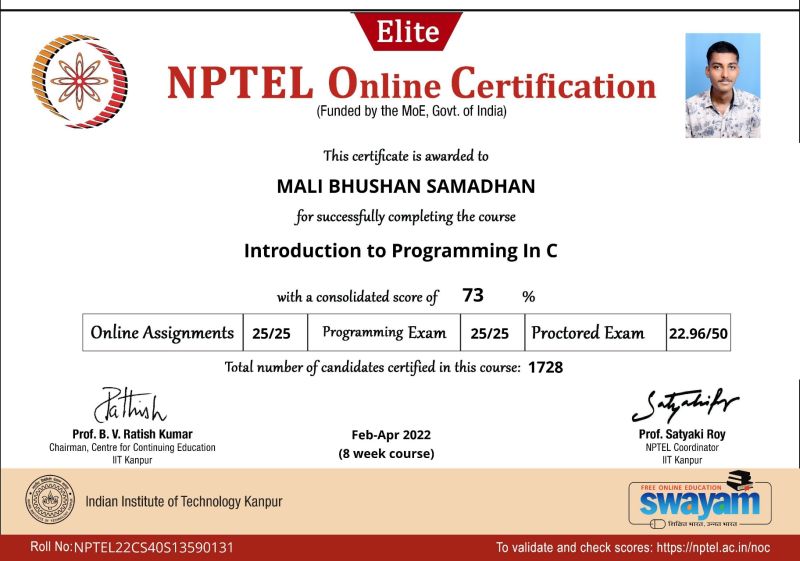 Elite
NPTEL Online Certification
(Funded by the MoE, Govt. of India)
This certificate is awarded to
MALI BHUSHAN SAMADHAN
for successfully completing the course
Introduction to Programming In C
with a consolidated score of 73 %
Online Assignments 25/25 Programming Exam 25/25 Proctored Exam 22.96/50
Total number of candidates certified in this course: 1728
Prof. B. V. Ratish Kumar
Chairman, Centre for Continuing Education
IIT Kanpur
Feb-Apr 2022
(8 week course)
Prof. Satyaki Roy
NPTEL Coordinator
IIT Kanpur
Indian Institute of Technology Kanpur
FREE ONLINE EDUCATION
swayam
शिक्षित भारत, उन्नत भारत
Roll No: NPTEL22CS40S13590131
To validate and check scores: https://nptel.ac.in/noc